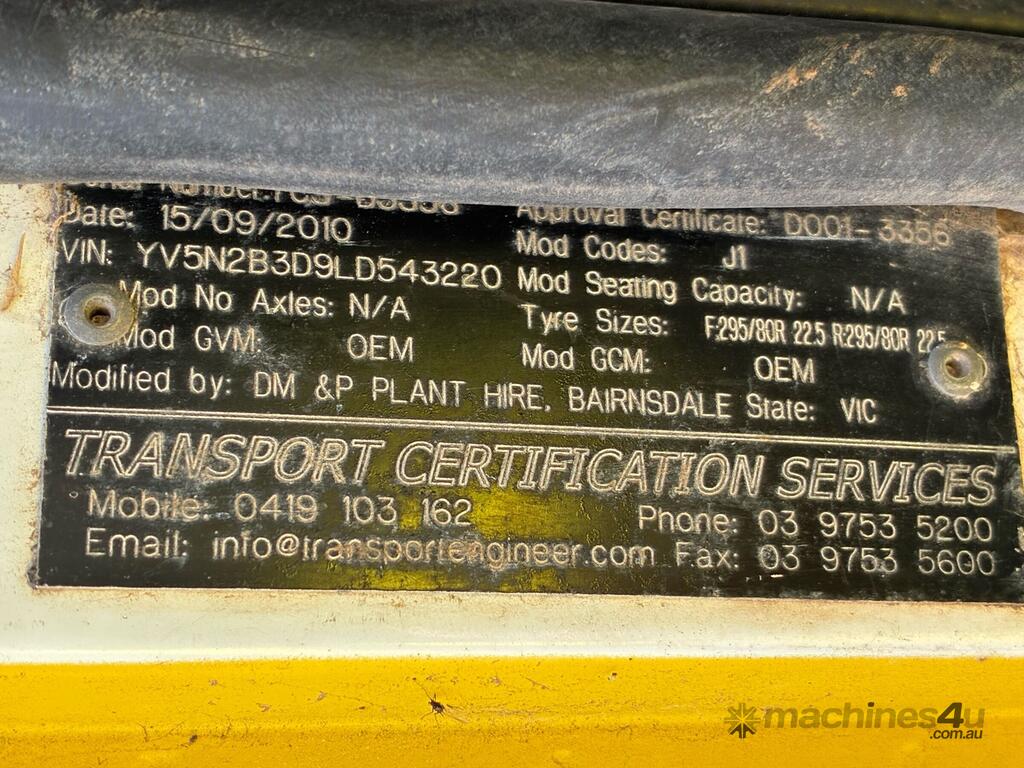 Approval Certificate: D001-3356
Date: 15/09/2010
Mod Codes: J1
VIN: YV5N2B3D9LD543220
Mod Seating Capacity: N/A
Mod No Axles: N/A
Tyre Sizes: F:295/80R 22.5 R:295/80R 22.5
Mod GVM: OEM
Mod GCM: OEM
Modified by: DM &P PLANT HIRE, BAIRNSDALE State: VIC
TRANSPORT CERTIFICATION SERVICES
Mobile: 0419 103 162 Phone: 03 9753 5200
Email: info@transportengineer.com Fax: 03 9753 5600
machines4u
.com.au